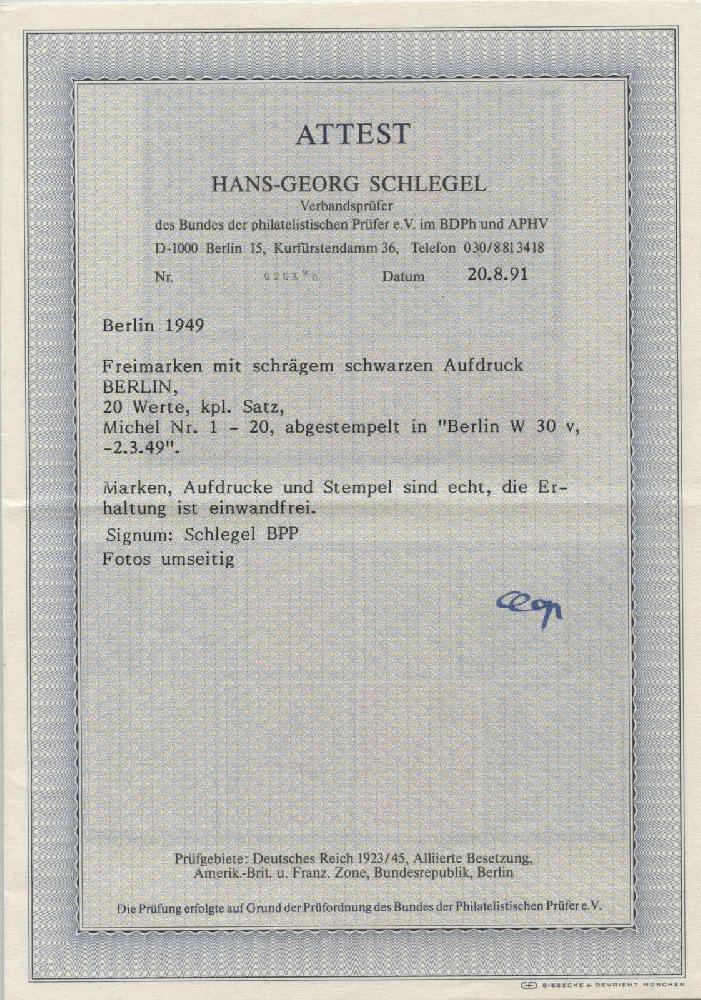 ATTEST
HANS-GEORG SCHLEGEL
Verbandsprüfer
des Bundes der philatelistischen Prüfer e.V. im BDPh und APHV
D-1000 Berlin 15, Kurfürstendamm 36, Telefon 030/8813418
Nr. Datum 20.8.91
Berlin 1949
Freimarken mit schrägem schwarzen Aufdruck
BERLIN,
20 Werte, kpl. Satz,
Michel Nr. 1 - 20, abgestempelt in "Berlin W 30 v,
-2.3.49".
Marken, Aufdrucke und Stempel sind echt, die Er-
haltung ist einwandfrei.
Signum: Schlegel BPP
Fotos umseitig
Prüfgebiete: Deutsches Reich 1923/45, Alliierte Besetzung,
Amerik.-Brit. u. Franz. Zone, Bundesrepublik, Berlin
Die Prüfung erfolgte auf Grund der Prüfordnung des Bundes der Philatelistischen Prüfer e.V.
GIESECKE & DEVRIENT MÜNCHEN